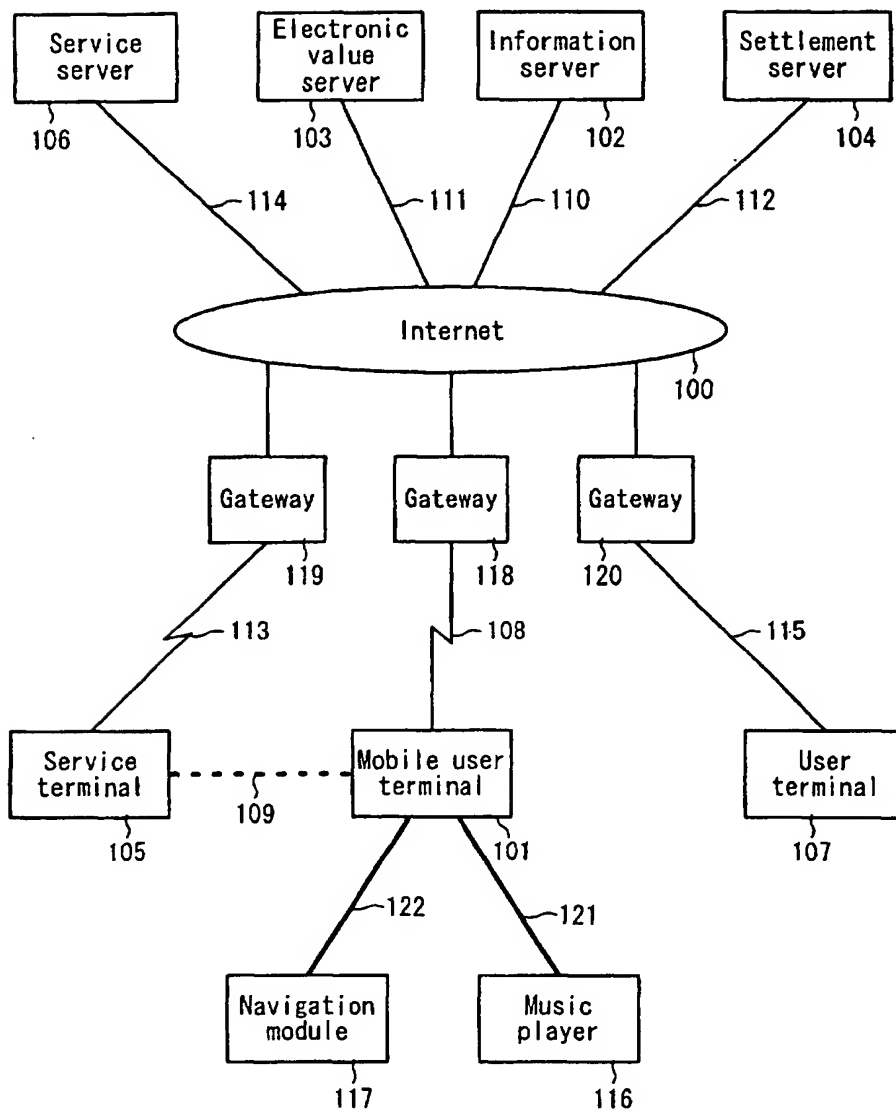 Service
server
106
Electronic
value
server
103
Information
server
102
Settlement
server
104
114
111
110
112
Internet
100
Gateway
119
Gateway
118
Gateway
120
113
108
115
Service
terminal
105
109
Mobile user
terminal
101
User
terminal
107
122
121
Navigation
module
117
Music
player
116